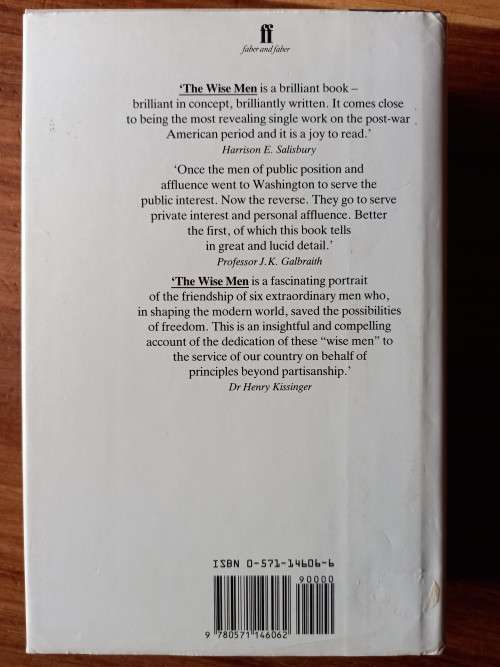 ff
faber and faber
‘The Wise Men is a brilliant book –
brilliant in concept, brilliantly written. It comes close
to being the most revealing single work on the post-war
American period and it is a joy to read.’
Harrison E. Salisbury
‘Once the men of public position and
affluence went to Washington to serve the
public interest. Now the reverse. They go to serve
private interest and personal affluence. Better
the first, of which this book tells
in great and lucid detail.’
Professor J.K. Galbraith
‘The Wise Men is a fascinating portrait
of the friendship of six extraordinary men who,
in shaping the modern world, saved the possibilities
of freedom. This is an insightful and compelling
account of the dedication of these “wise men” to
the service of our country on behalf of
principles beyond partisanship.’
Dr Henry Kissinger
ISBN 0-571-14606-6
90000
9 780571 146062